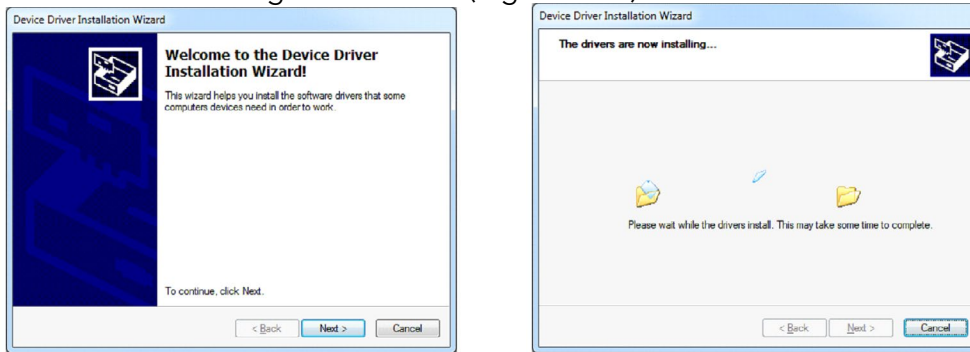 Device Driver Installation Wizard
Welcome to the Device Driver
Installation Wizard!
This wizard helps you install the software drivers that some
computers devices need in order to work.
To continue, click Next.
< Back
Next >
Cancel
Device Driver Installation Wizard
The drivers are now installing...
Please wait while the drivers install. This may take some time to complete.
< Back
Next >
Cancel